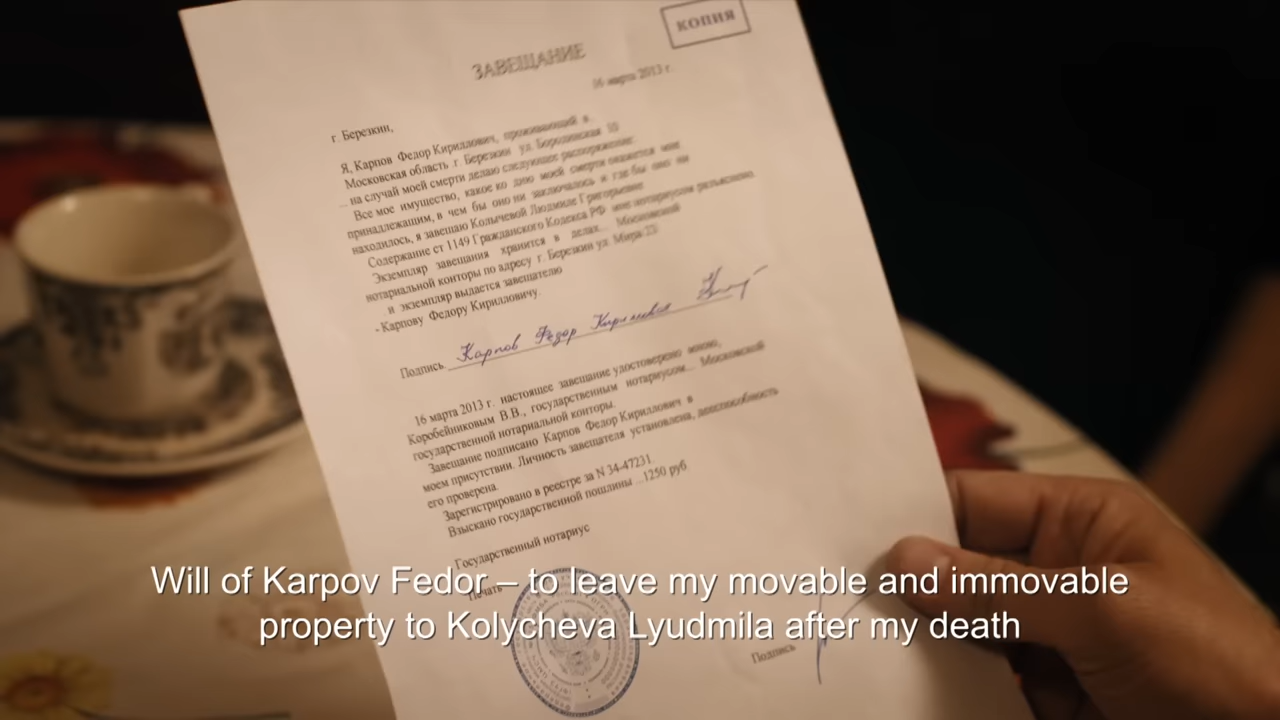 КОПИЯ
ЗАВЕЩАНИЕ
16 марта 2013 г.
г. Березкин,
Я, Карпов Федор Кириллович, проживающий в
Московская область г. Березкин ул. Бородинская 10
на случай моей смерти делаю следующее распоряжение:
Все мое имущество, какое ко дню моей смерти окажется мне
принадлежащим, в чем бы оно ни заключалось и где бы оно ни
находилось, я завещаю Колычевой Людмиле Григорьевне
Содержание ст 1149 Гражданского Кодекса РФ мне нотариусом разъяснено.
Экземпляр завещания хранится в делах... Московской
нотариальной конторы по адресу г. Березкин ул. Мира-23
и экземпляр выдается завещателю
- Карпову Федору Кирилловичу.
Подпись Карпов Федор Кириллович
16 марта 2013 г. настоящее завещание удостоверено мною,
Коробейниковым В.В., государственным нотариусом... Московской
государственной нотариальной конторы.
Завещание подписано Карпов Федор Кириллович в
моем присутствии. Личность завещателя установлена, дееспособность
его проверена.
Зарегистрировано в реестре за N 34-47231.
Взыскано государственной пошлины ...1250 руб
Государственный нотариус
Печать
Подпись
Will of Karpov Fedor – to leave my movable and immovable
property to Kolycheva Lyudmila after my death